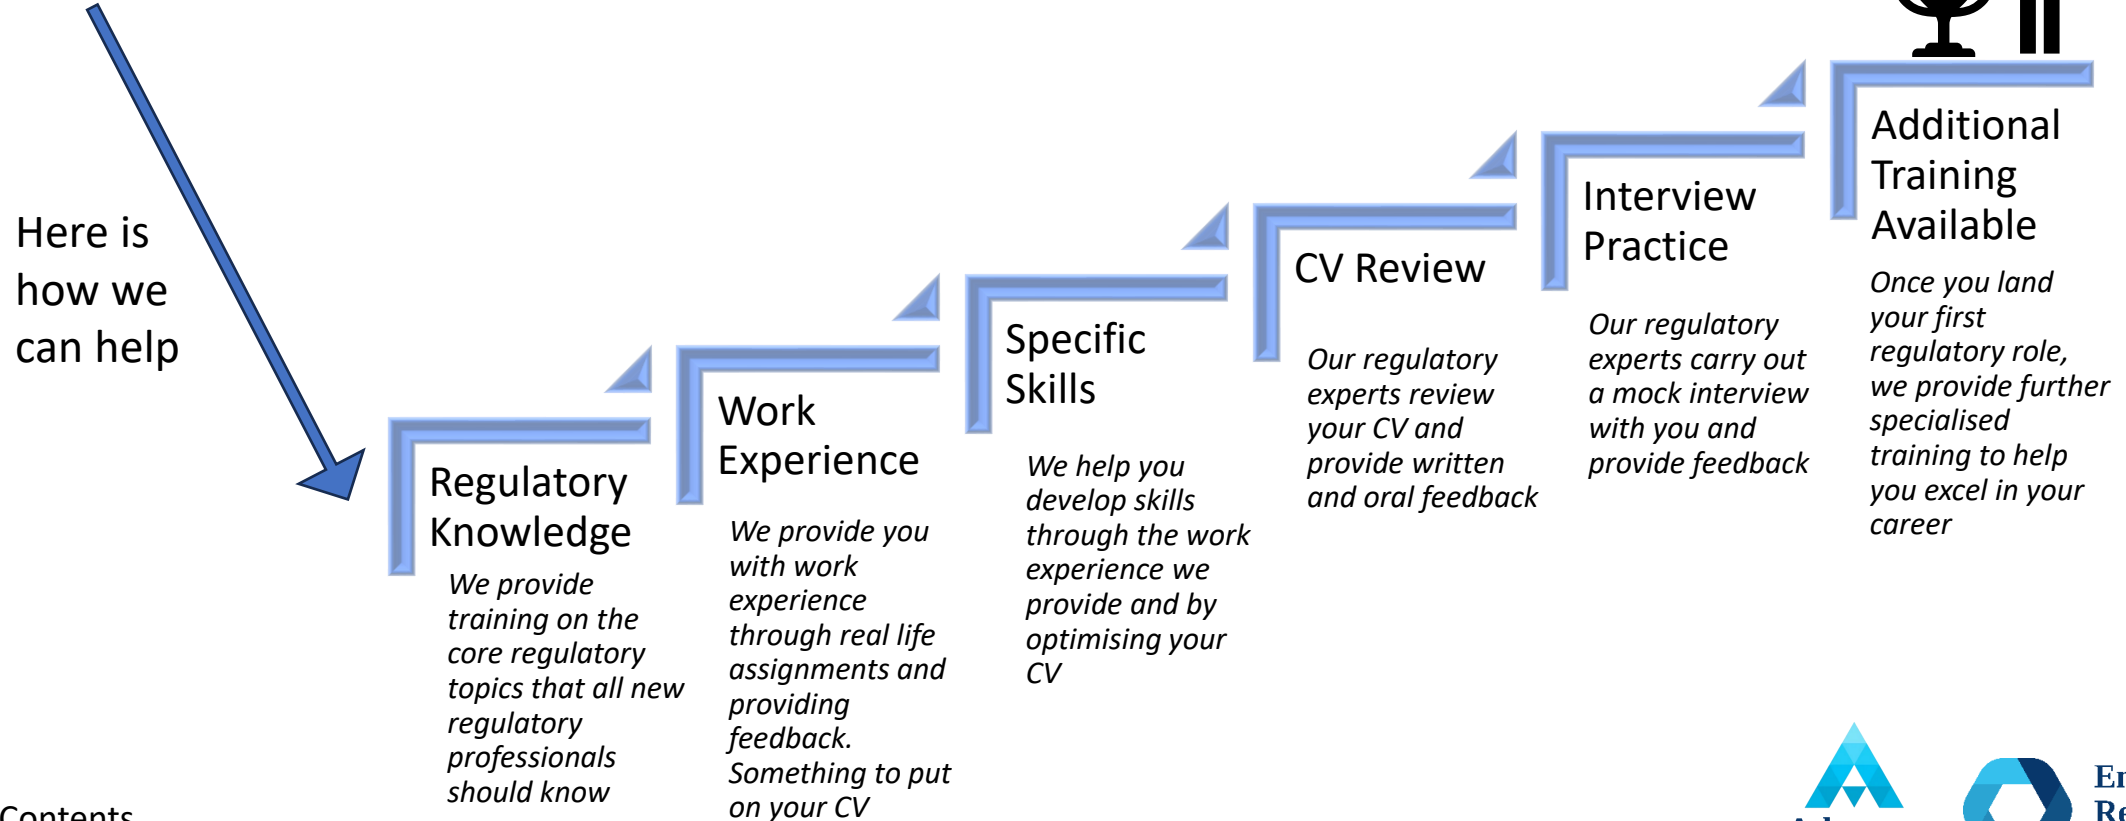 Here is
how we
can help
Regulatory
Knowledge
We provide
training on the
core regulatory
topics that all new
regulatory
professionals
should know
Work
Experience
We provide you
with work
experience
through real life
assignments and
providing
feedback.
Something to put
on your CV
Specific
Skills
We help you
develop skills
through the work
experience we
provide and by
optimising your
CV
CV Review
Our regulatory
experts review
your CV and
provide written
and oral feedback
Interview
Practice
Our regulatory
experts carry out
a mock interview
with you and
provide feedback
Additional
Training
Available
Once you land
your first
regulatory role,
we provide further
specialised
training to help
you excel in your
career
Contents